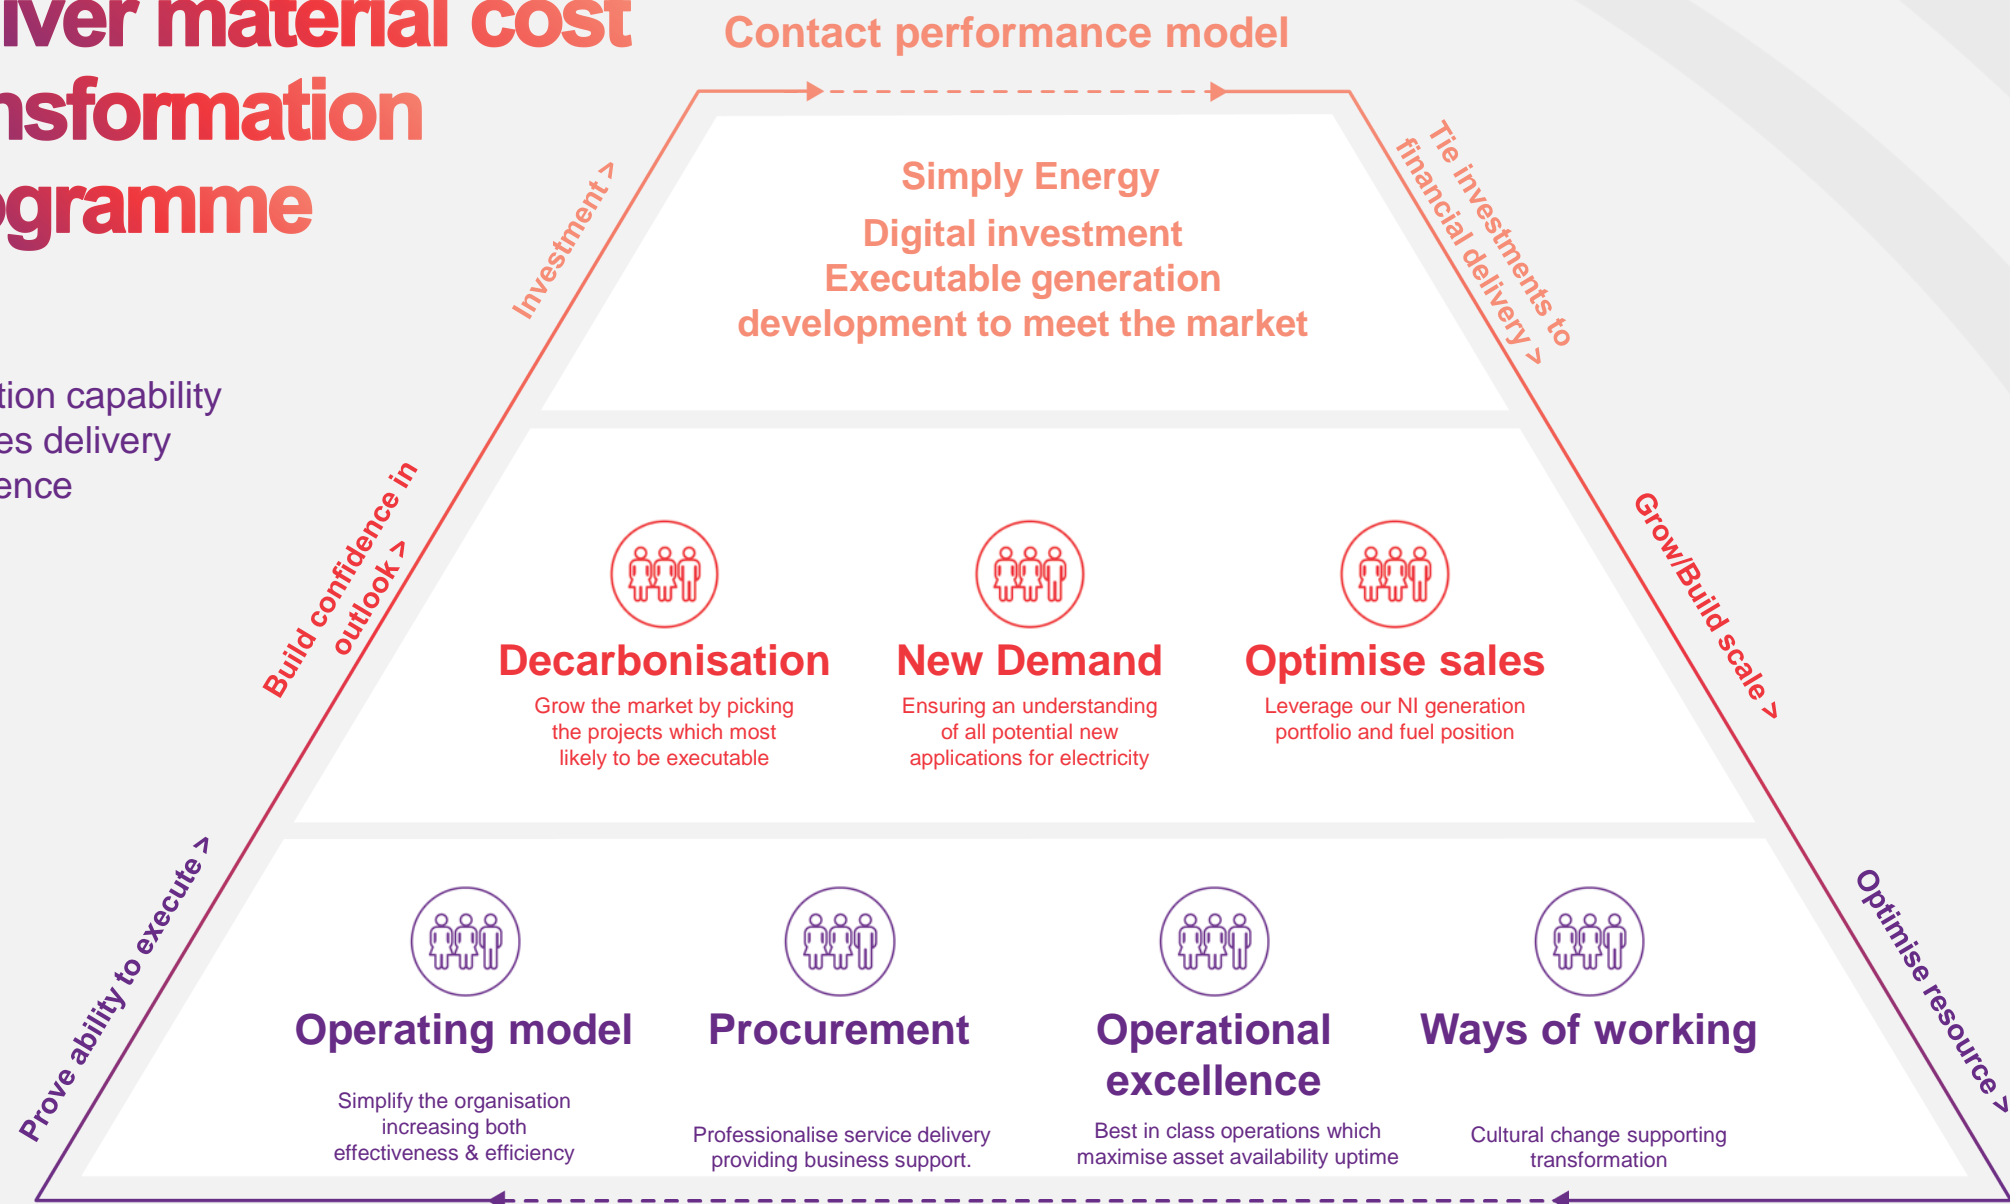 iver material cost
nsformation
ogramme
tion capability
es delivery
ence
Contact performance model
Investment >
Tie investments to
financial delivery >
Simply Energy
Digital investment
Executable generation
development to meet the market
Build confidence in
outlook >
Grow/Build scale >
Decarbonisation
Grow the market by picking
the projects which most
likely to be executable
New Demand
Ensuring an understanding
of all potential new
applications for electricity
Optimise sales
Leverage our NI generation
portfolio and fuel position
Prove ability to execute >
Optimise resource >
Operating model
Simplify the organisation
increasing both
effectiveness & efficiency
Procurement
Professionalise service delivery
providing business support.
Operational
excellence
Best in class operations which
maximise asset availability uptime
Ways of working
Cultural change supporting
transformation